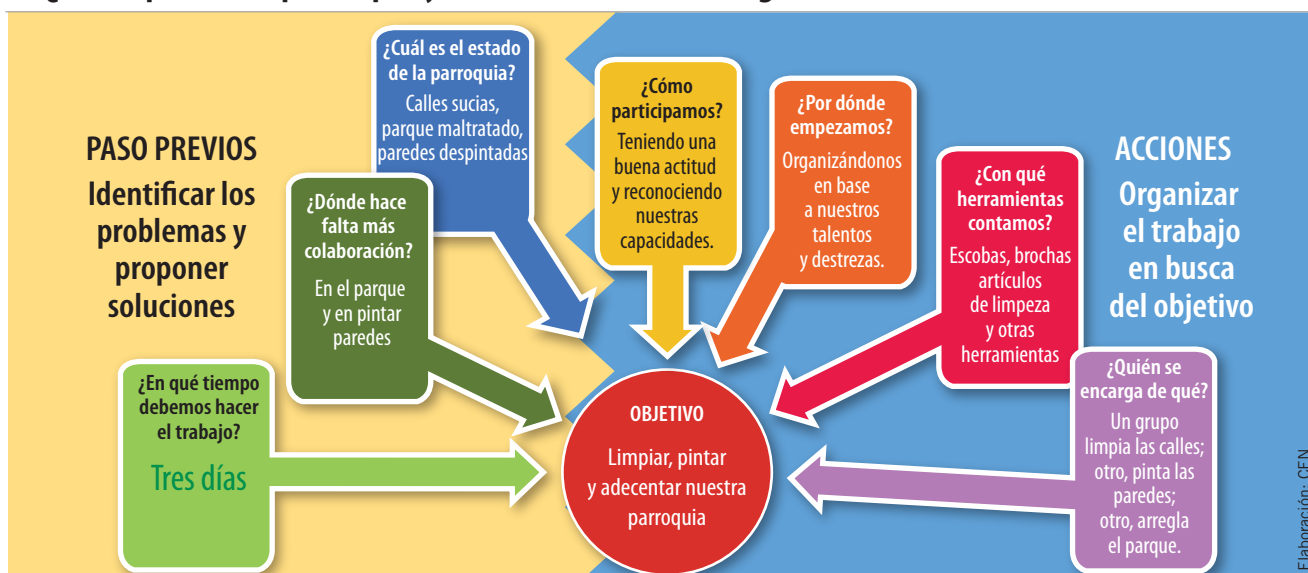 PASO PREVIOS
Identificar los
problemas y
proponer
soluciones
¿En qué tiempo
debemos hacer
el trabajo?
Tres días
¿Dónde hace
falta más
colaboración?
En el parque
y en pintar
paredes
¿Cuál es el estado
de la parroquia?
Calles sucias,
parque maltratado,
paredes despintadas
¿Cómo
participamos?
Teniendo una
buena actitud
y reconociendo
nuestras
capacidades.
¿Por dónde
empezamos?
Organizándonos
en base
a nuestros
talentos
y destrezas.
¿Con qué
herramientas
contamos?
Escobas, brochas
artículos
de limpeza
y otras
herramientas
¿Quién se
encarga de qué?
Un grupo
limpia las calles;
otro, pinta las
paredes;
otro, arregla
el parque.
ACCIONES
Organizar
el trabajo
en busca
del objetivo
OBJETIVO
Limpiar, pintar
y adecentar nuestra
parroquia
Elaboración: CEN